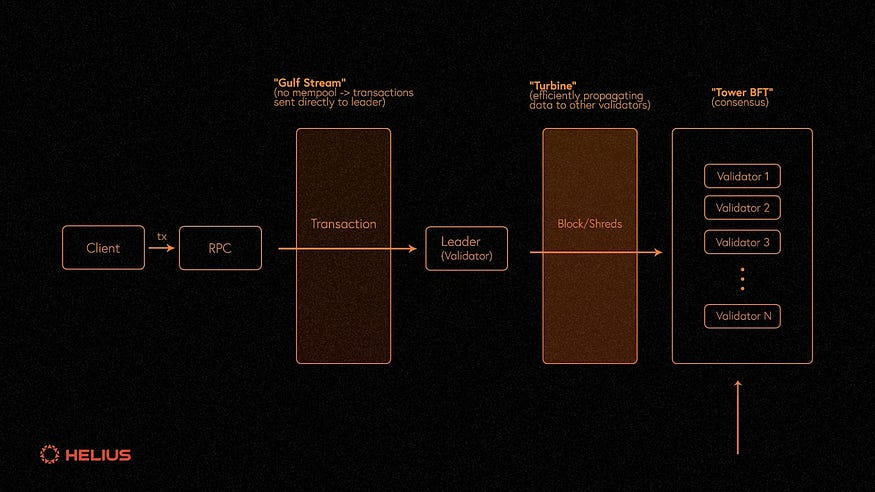 "Gulf Stream"
(no mempool -> transactions
sent directly to leader)
"Turbine"
(efficiently propagating
data to other validators)
"Tower BFT"
(consensus)
Client
tx
RPC
Transaction
Leader
(Validator)
Block/Shreds
Validator 1
Validator 2
Validator 3
Validator N
HELIUS